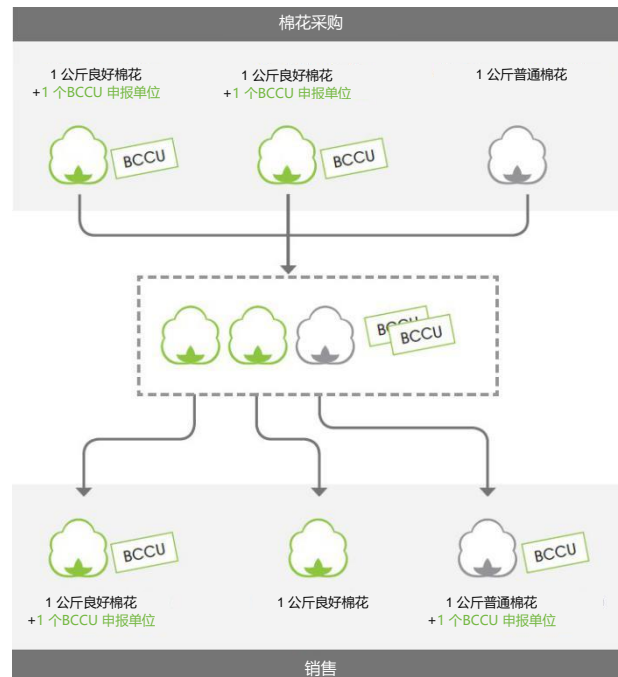 棉花采购
1 公斤良好棉花
+1 个BCCU 申报单位
1 公斤良好棉花
+1 个BCCU 申报单位
1 公斤普通棉花
BCCU
BCCU
BCCU
BCCU
BCCU
BCCU
1 公斤良好棉花
+1 个BCCU 申报单位
1 公斤良好棉花
1 公斤普通棉花
+1 个BCCU 申报单位
销售